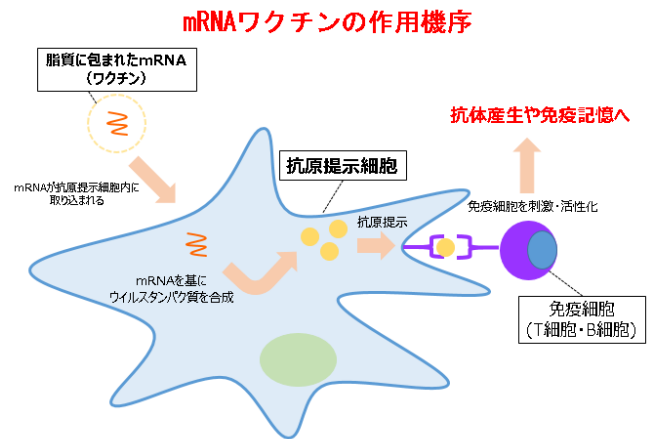 mRNAワクチンの作用機序
脂質に包まれたmRNA
(ワクチン)
mRNAが抗原提示細胞内に
取り込まれる
抗原提示細胞
mRNAを基に
ウイルスタンパク質を合成
抗原提示
抗体産生や免疫記憶へ
免疫細胞を刺激・活性化
免疫細胞
(T細胞・B細胞)